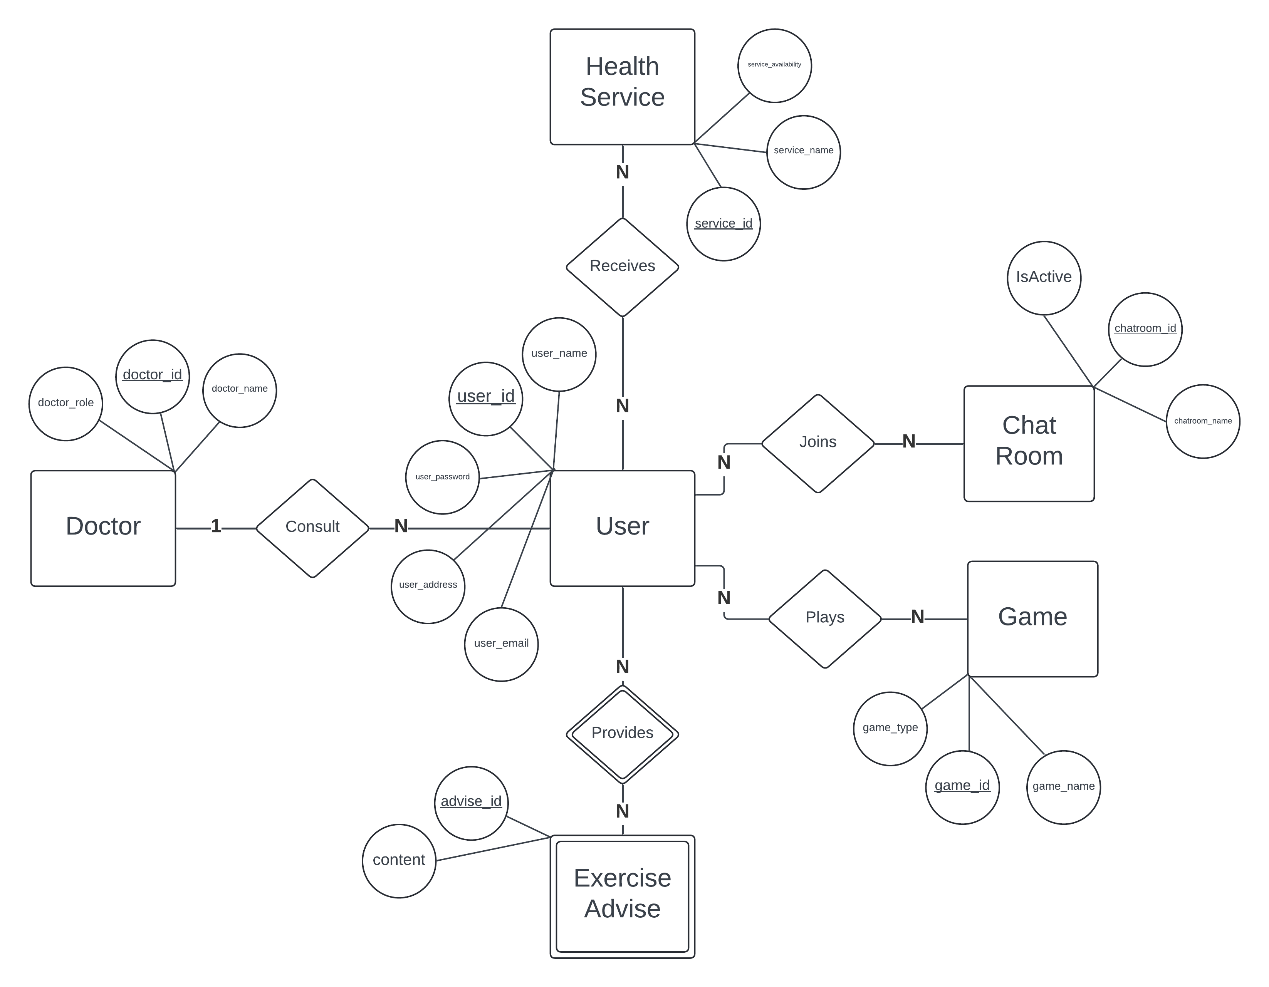 Health
Service
service_availability
service_name
service_id
N
Receives
N
IsActive
chatroom_id
chatroom_name
Chat
Room
N
Joins
N
user_name
user_id
user_password
user_address
user_email
User
doctor_role
doctor_id
doctor_name
Doctor
1
Consult
N
N
Plays
N
Game
game_type
game_id
game_name
N
Provides
N
advise_id
content
Exercise
Advise